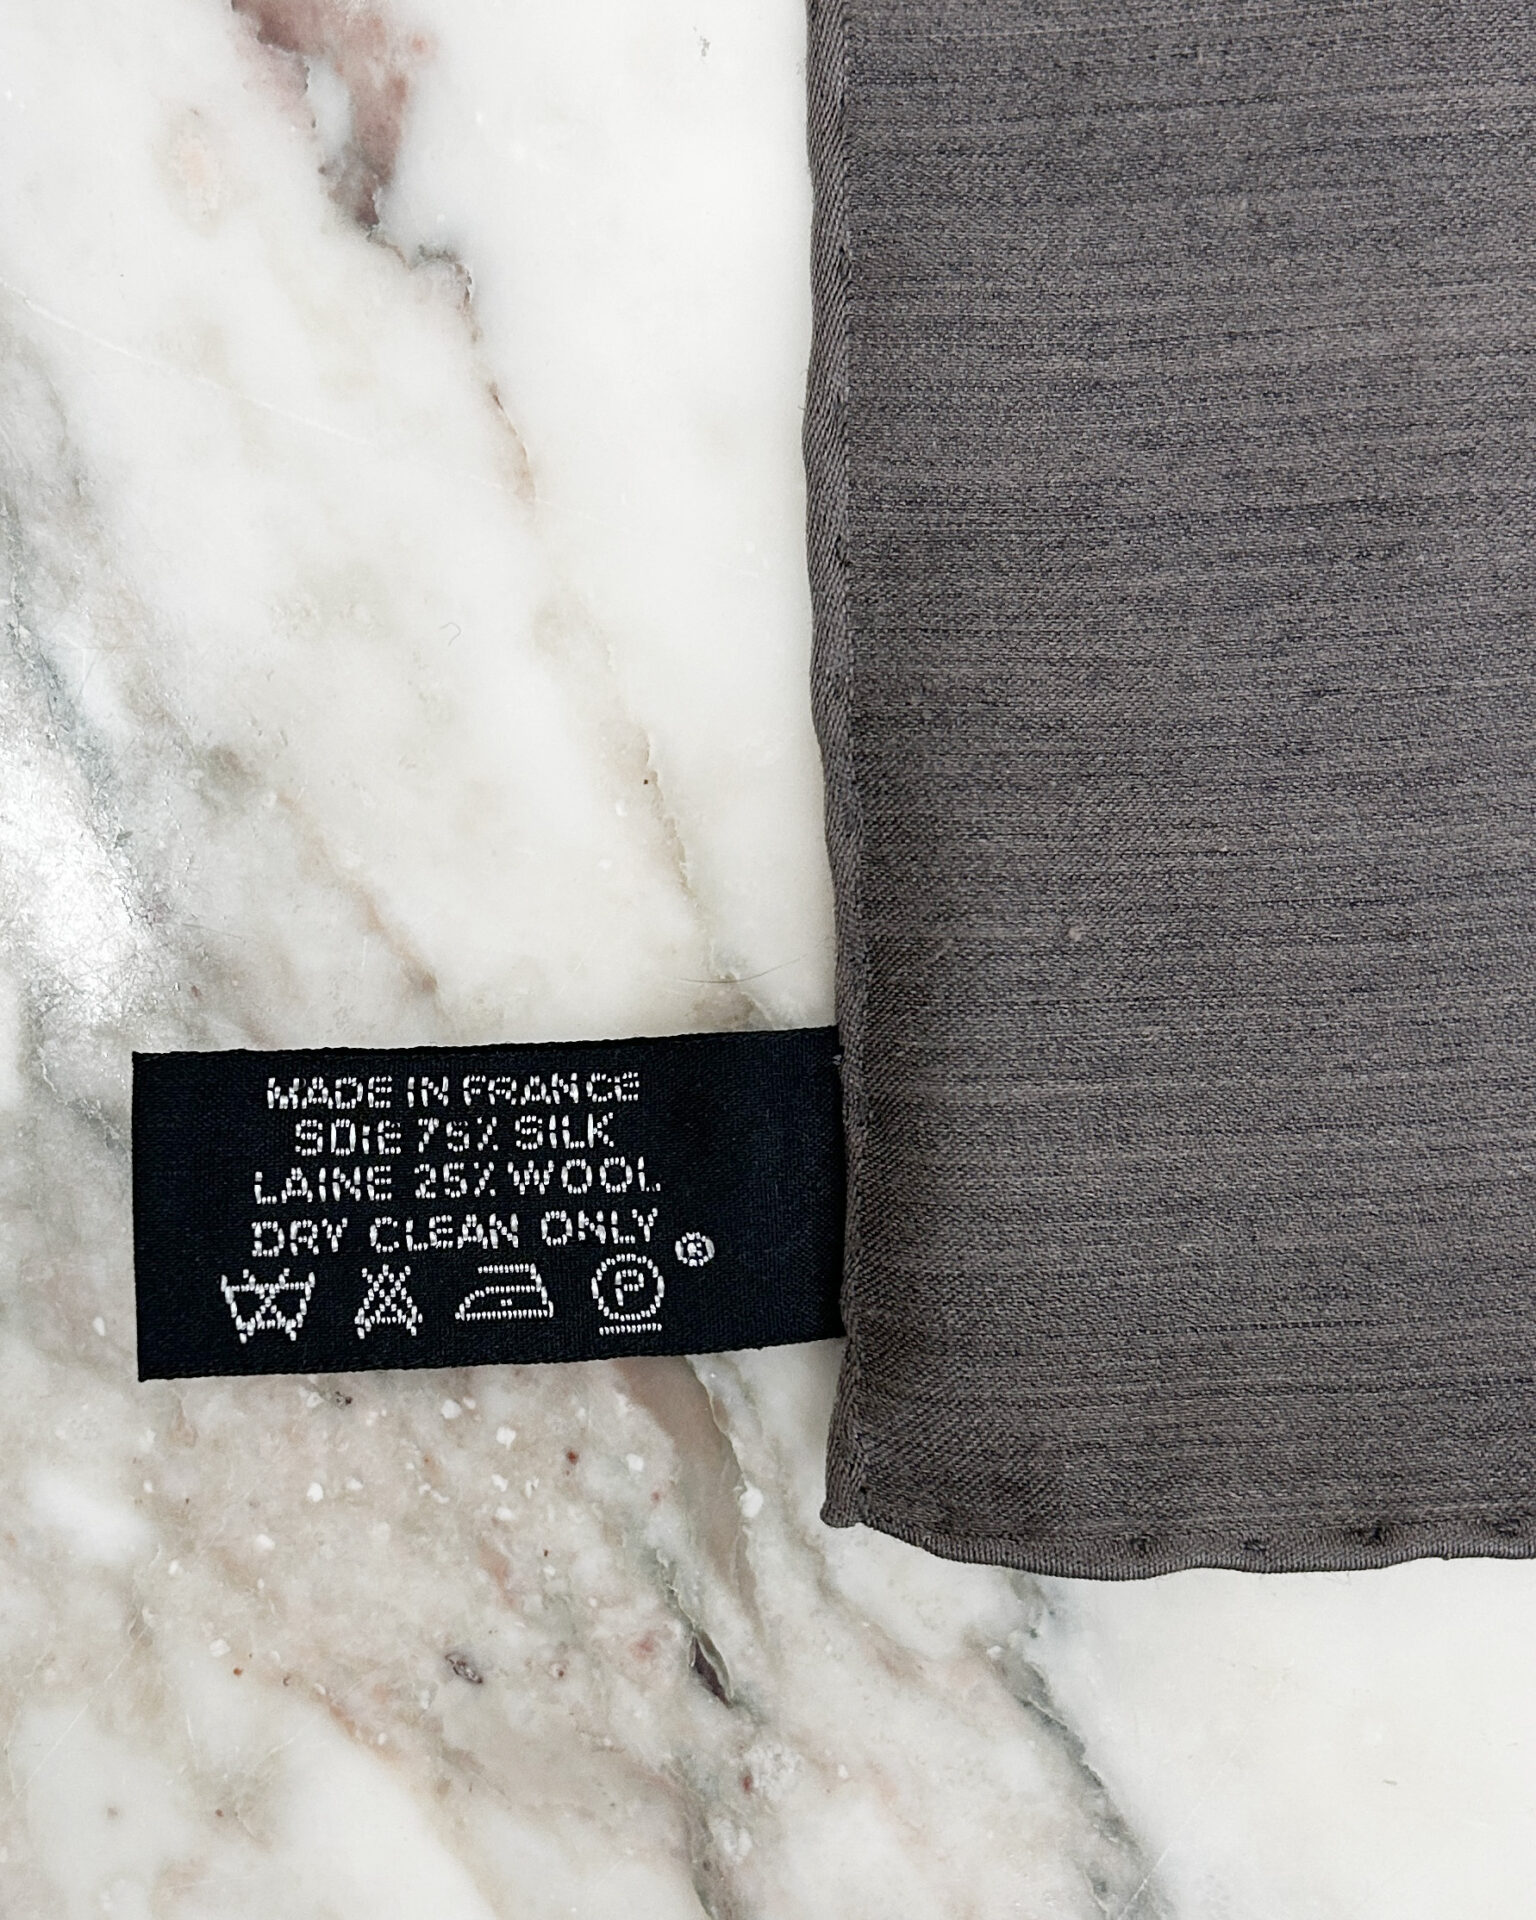 MADE IN FRANCE
SOIE 75% SILK
LAINE 25% WOOL
DRY CLEAN ONLY
P ®